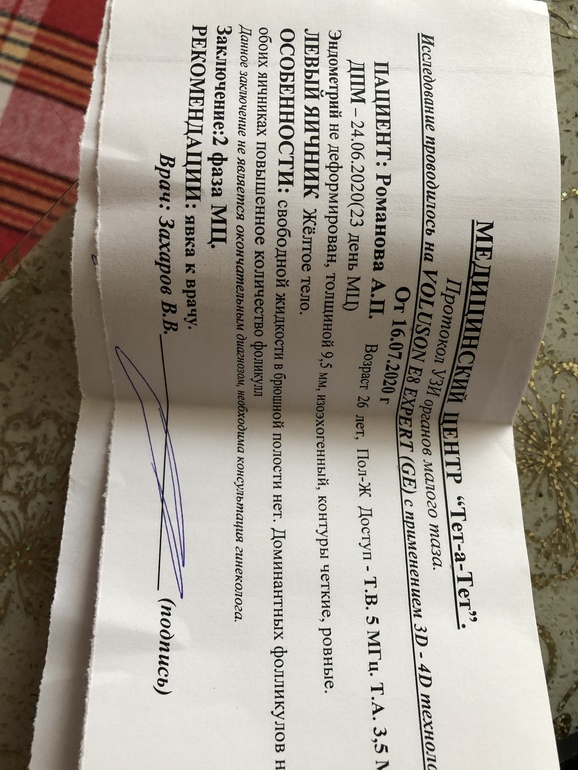 МЕДИЦИНСКИЙ ЦЕНТР “Тет-а-Тет”.
Протокол УЗИ органов малого таза.
Исследование проводилось на VOLUSON E8 EXPERT (GE) с применением 3D - 4D техноло
От 16.07.2020 г
ПАЦИЕНТ: Романова А.П. Возраст 26 лет, Пол-Ж Доступ - Т.В. 5 МГц. Т.А. 3,5 М
ДПМ – 24.06.2020(23 день МЦ)
Эндометрий не деформирован, толщиной 9,5 мм, изоэхогенный, контуры четкие, ровные.
ЛЕВЫЙ ЯИЧНИК Жёлтое тело.
ОСОБЕННОСТИ: свободной жидкости в брюшной полости нет. Доминантных фолликулов н
обоих яичниках повышенное количество фоликулл
Данное заключение не является окончательным диагнозом, необходима консультация гинеколога.
Заключение:2 фаза МЦ.
РЕКОМЕНДАЦИИ: явка к врачу.
Врач: Захаров В.В. (подпись)